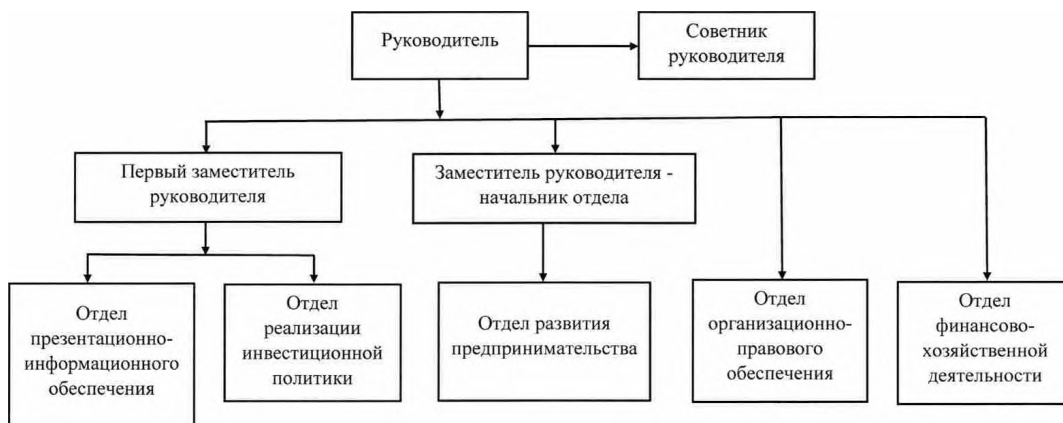 Руководитель
Советник
руководителя
Первый заместитель
руководителя
Заместитель руководителя -
начальник отдела
Отдел
презентационно-
информационного
обеспечения
Отдел
реализации
инвестиционной
политики
Отдел развития
предпринимательства
Отдел
организационно-
правового
обеспечения
Отдел
финансово-
хозяйственной
деятельности